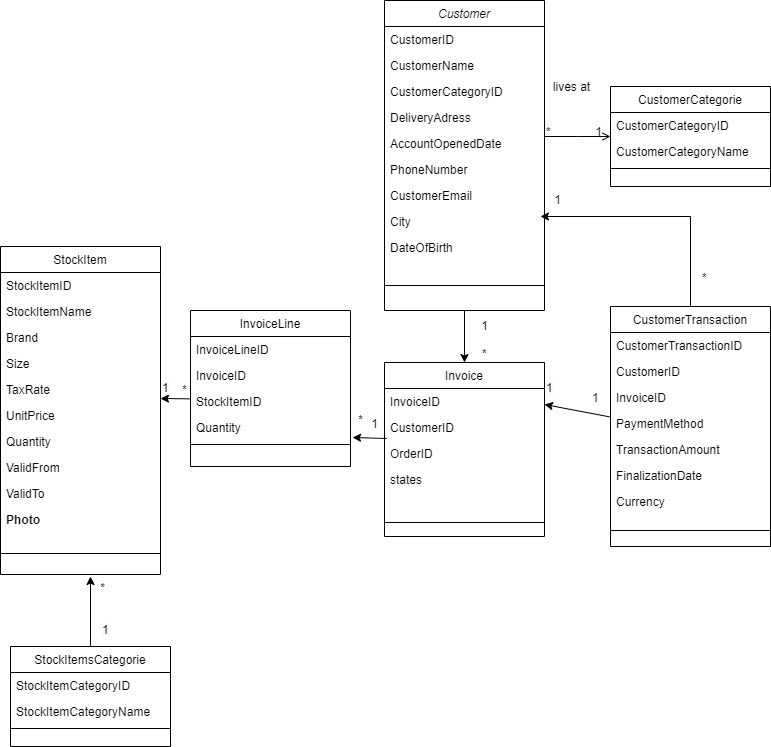 Customer
CustomerID
CustomerName
CustomerCategoryID
DeliveryAdress
AccountOpenedDate
PhoneNumber
CustomerEmail
City
DateOfBirth
lives at
*
1
CustomerCategorie
CustomerCategoryID
CustomerCategoryName
1
*
StockItem
StockItemID
StockItemName
Brand
Size
TaxRate
UnitPrice
Quantity
ValidFrom
ValidTo
Photo
1
*
InvoiceLine
InvoiceLineID
InvoiceID
StockItemID
Quantity
*
1
1
*
Invoice
InvoiceID
CustomerID
OrderID
states
1
1
CustomerTransaction
CustomerTransactionID
CustomerID
InvoiceID
PaymentMethod
TransactionAmount
FinalizationDate
Currency
*
1
StockItemsCategorie
StockItemCategoryID
StockItemCategoryName